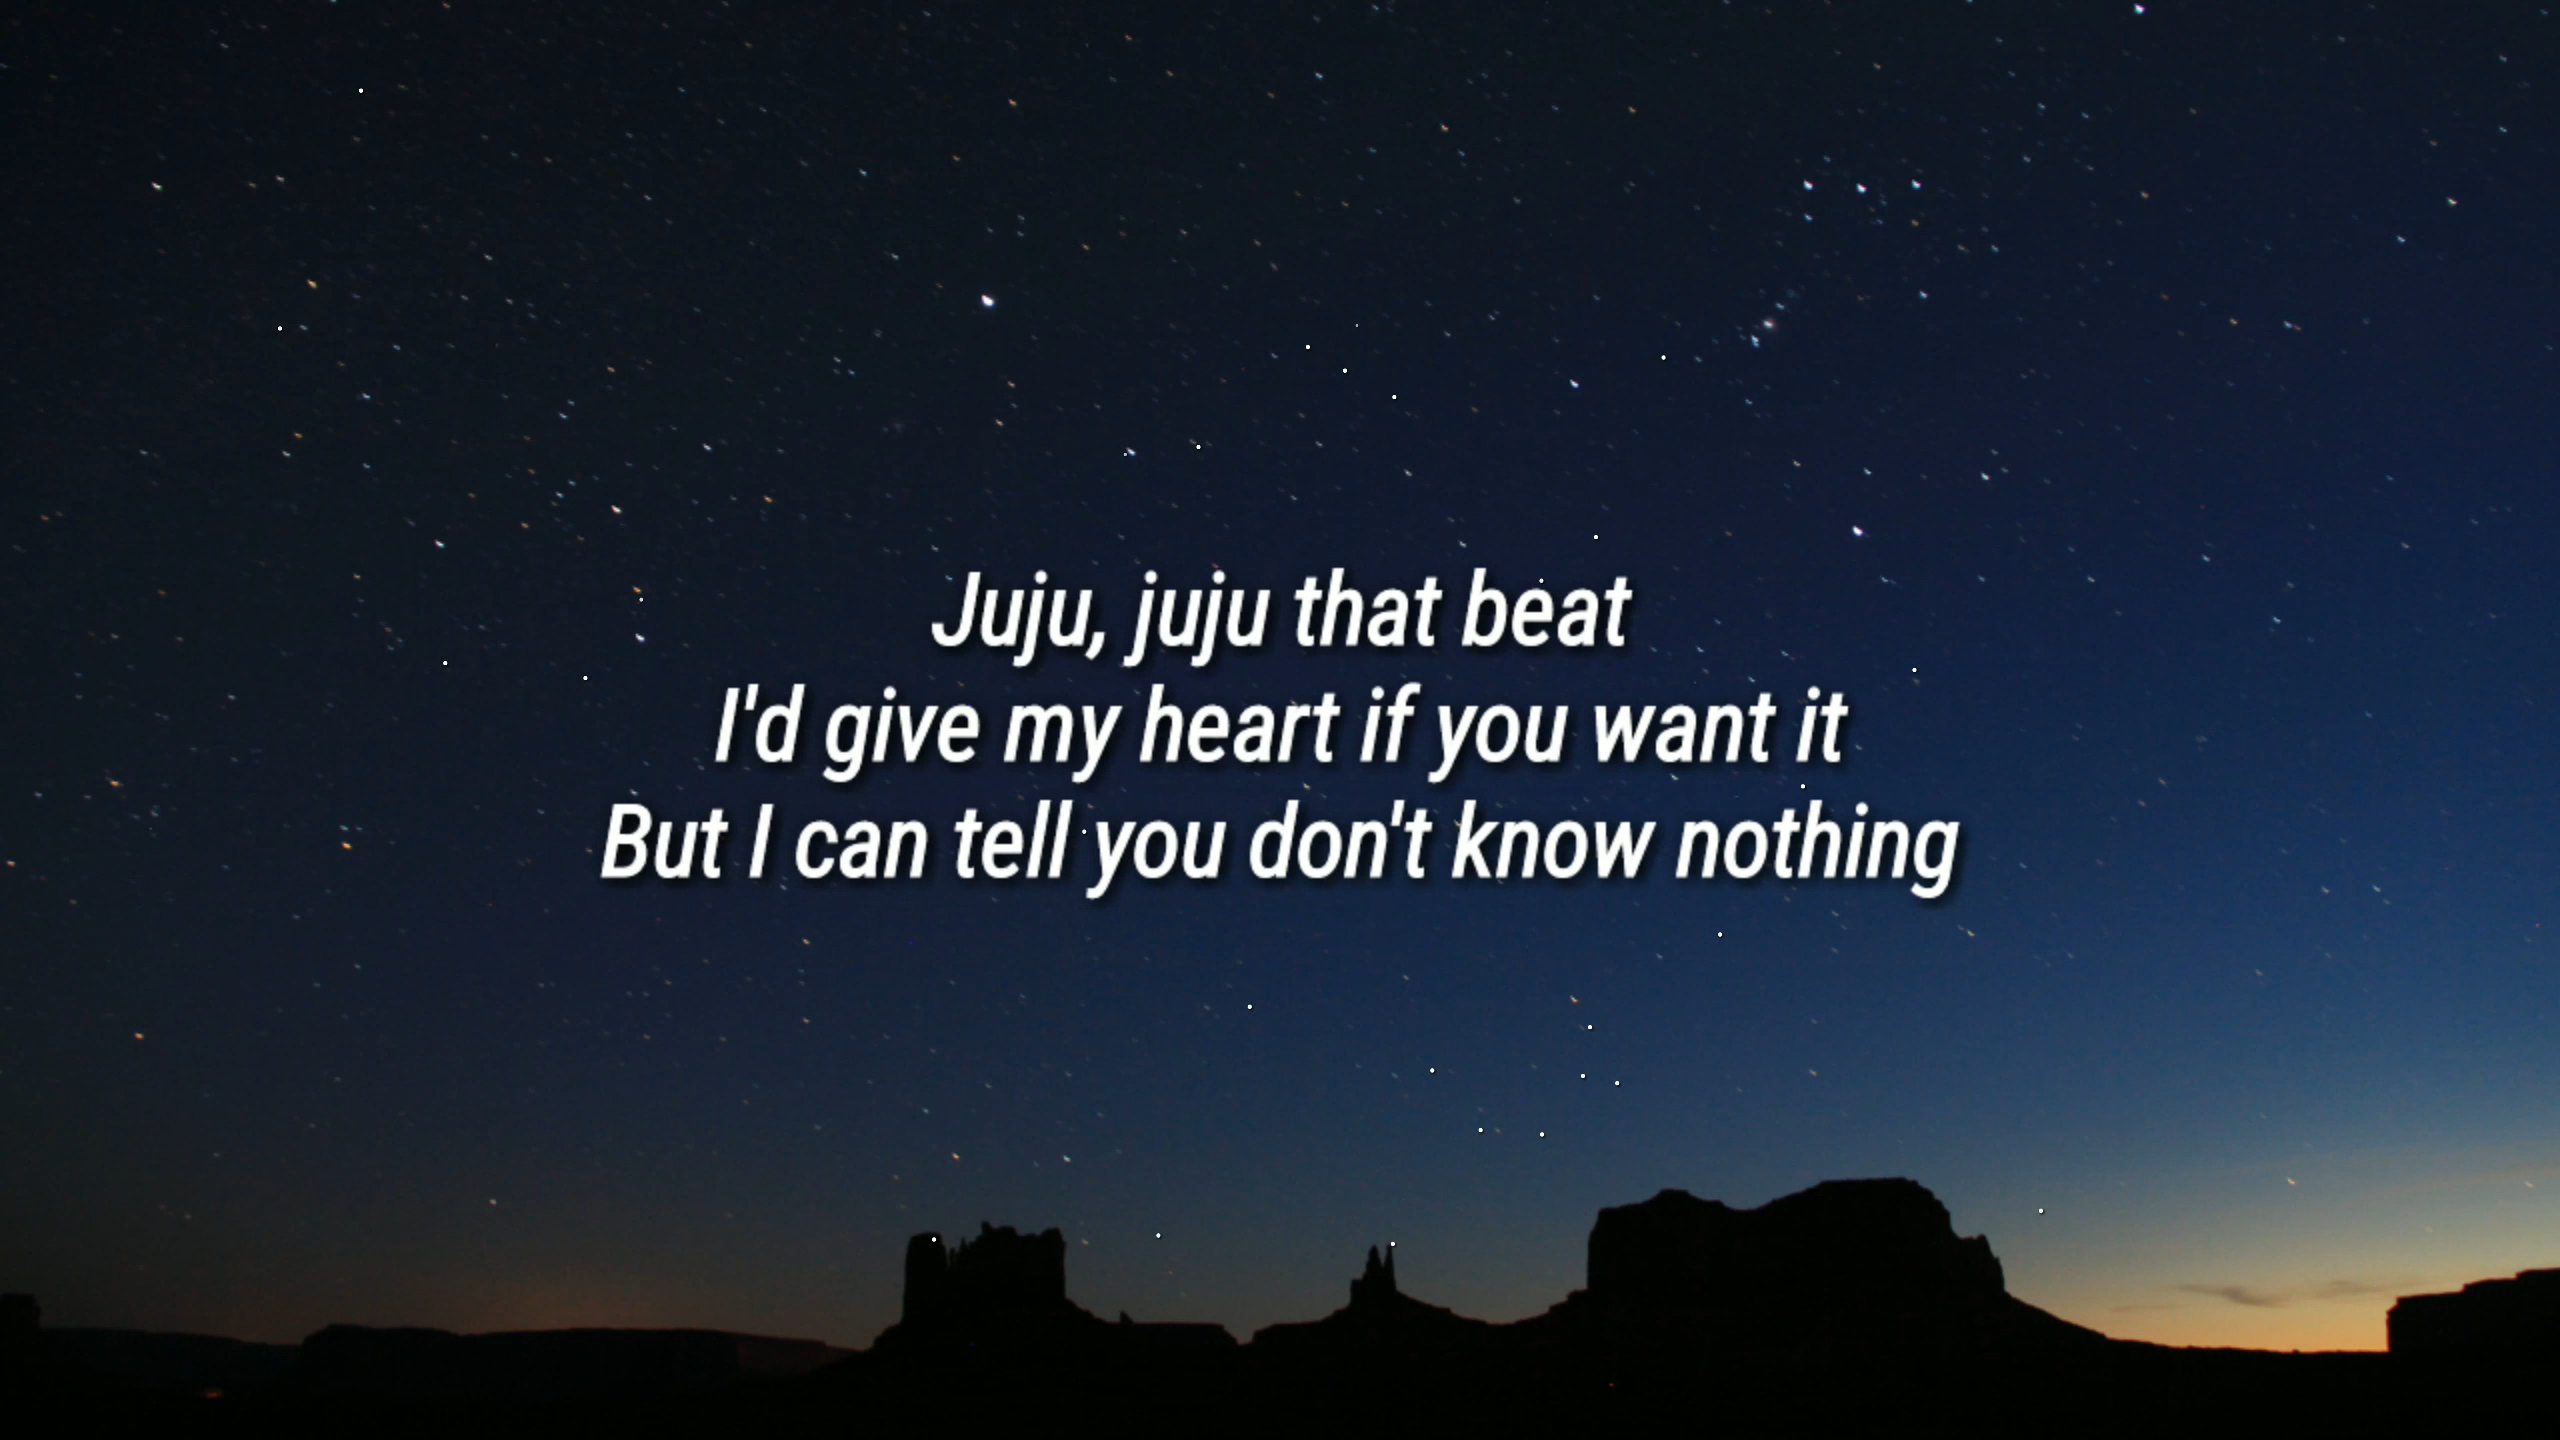 Juju, juju that beat
I'd give my heart if you want it
But I can tell you don't know nothing